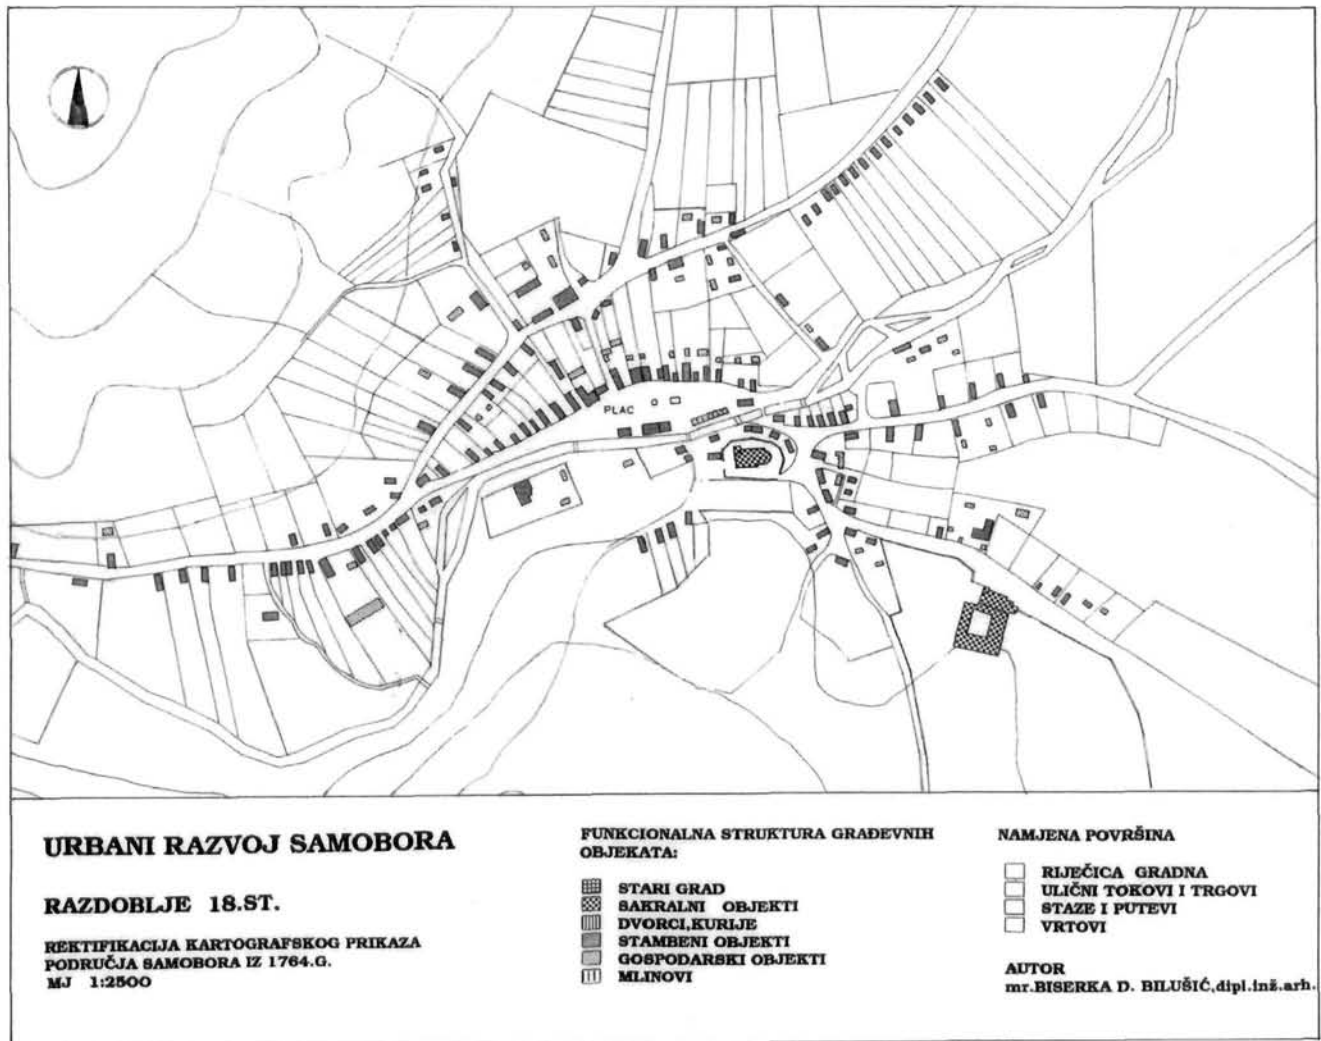 PLAC
URBANI RAZVOJ SAMOBORA
RAZDOBLJE 18.ST.
REKTIFIKACIJA KARTOGRAFSKOG PRIKAZA
PODRUČJA SAMOBORA IZ 1764.G.
MJ 1:2500
FUNKCIONALNA STRUKTURA GRAĐEVNIH
OBJEKATA:
STARI GRAD
SAKRALNI OBJEKTI
DVORCI,KURIJE
STAMBENI OBJEKTI
GOSPODARSKI OBJEKTI
MLINOVI
NAMJENA POVRŠINA
RIJEČICA GRADNA
ULIČNI TOKOVI I TRGOVI
STAZE I PUTEVI
VRTOVI
AUTOR
mr.BISERKA D. BILUŠIĆ,dipl.inž.arh.